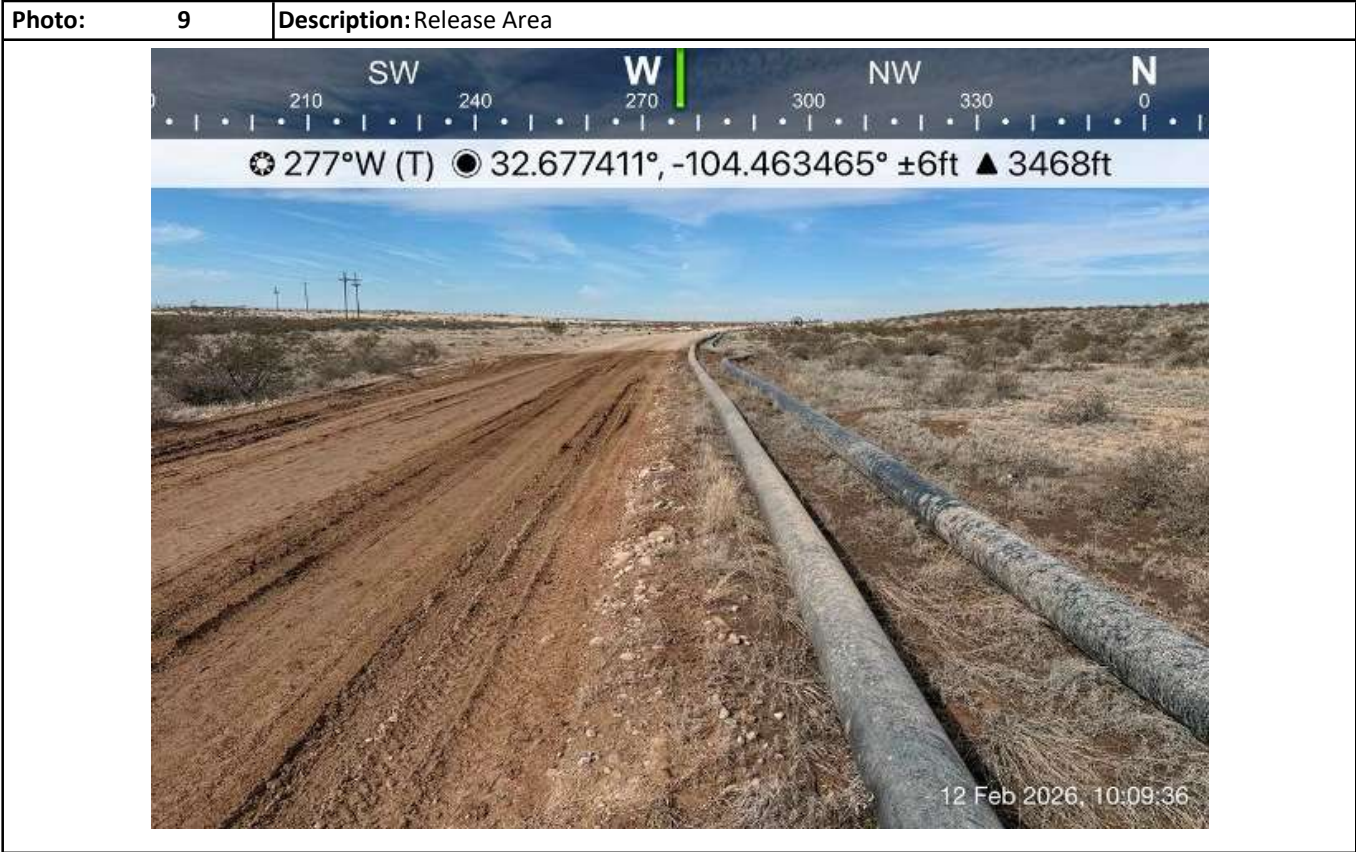 Photo: 9 Description: Release Area
SW W NW N
210 240 270 300 330 0
277°W (T) 32.677411°, -104.463465° ±6ft ▲ 3468ft
12 Feb 2026, 10:09:36